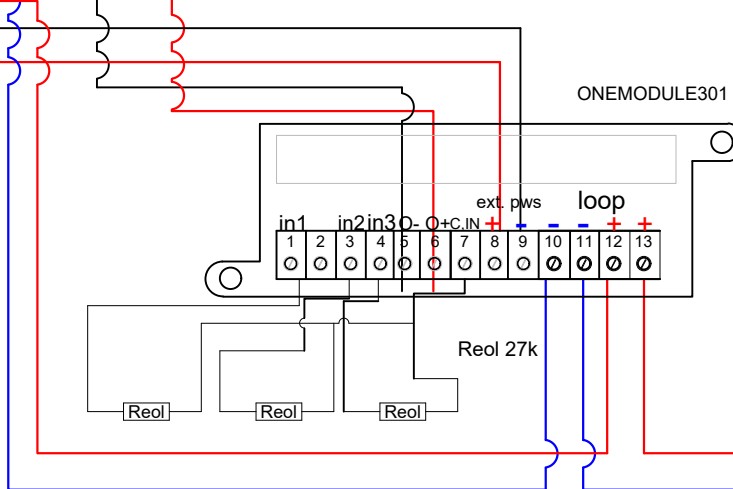 ONEMODULE301
ext. pws
loop
in1 in2 in3 O- O+ C,IN + - - - + +
1 2 3 4 5 6 7 8 9 10 11 12 13
Reol 27k
Reol Reol Reol